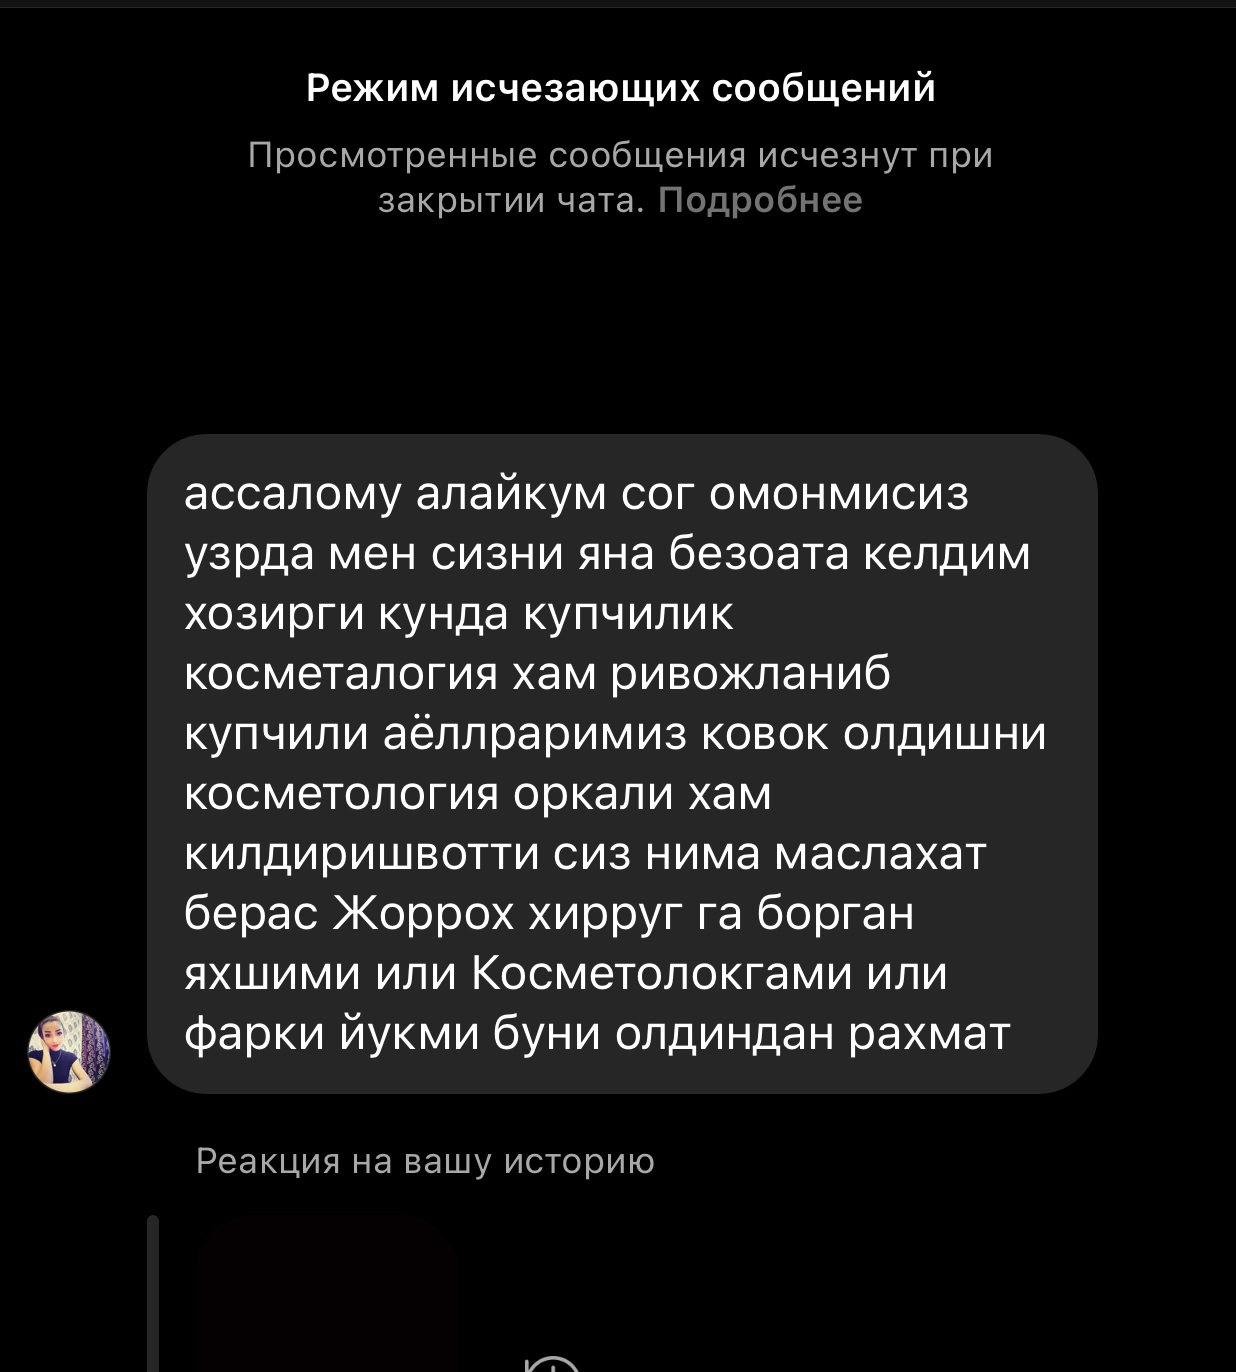 Режим исчезающих сообщений
Просмотренные сообщения исчезнут при
закрытии чата. Подробнее
ассалому алайкум сог омонмисиз
узрда мен сизни яна безоата келдим
хозирги кунда купчилик
косметалогия хам ривожланиб
купчили аёллраримиз ковок олдишни
косметология оркали хам
килдиришвотти сиз нима маслахат
берас Жоррох хирруг га борган
яхшими или Косметолокгами или
фарки йукми буни олдиндан рахмат
Реакция на вашу историю